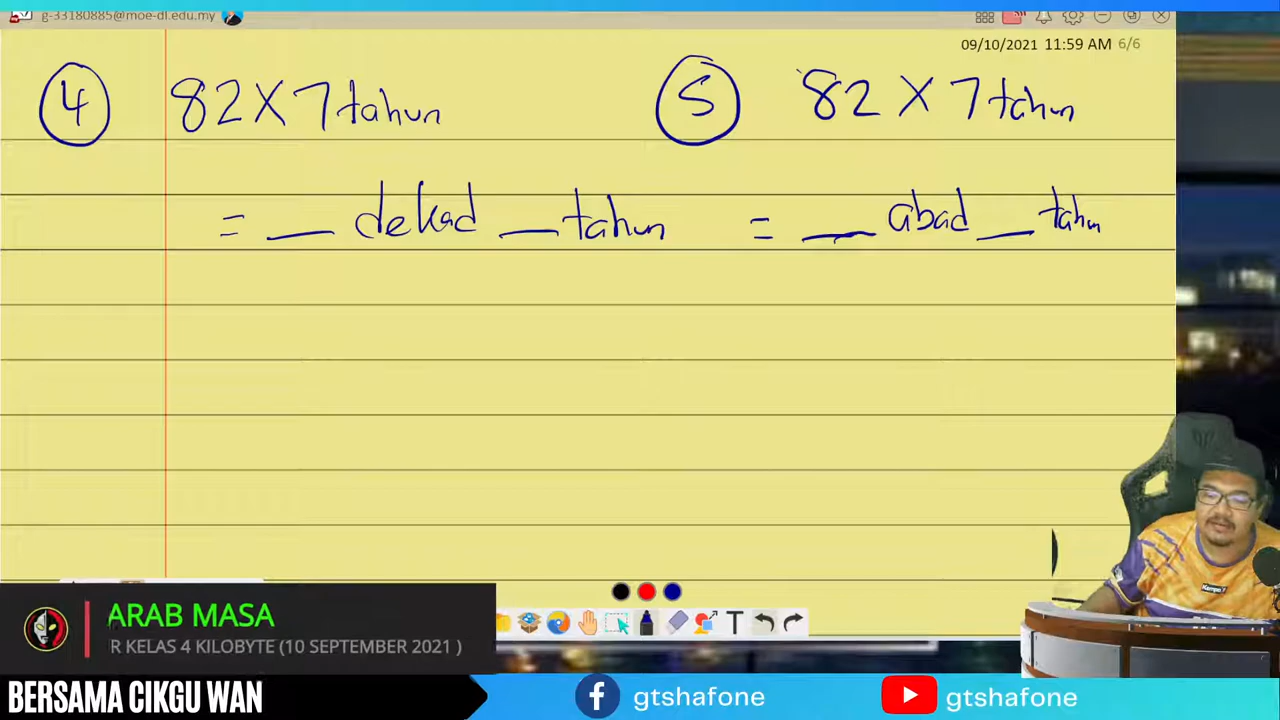 g-33180885@moe-dl.edu.my
09/10/2021 11:59 AM 6/6
4 82 X 7 tahun
= __ dekad __ tahun
5 82 X 7 tahun
= __ abad __ tahun
ARAB MASA
R KELAS 4 KILOBYTE (10 SEPTEMBER 2021 )
BERSAMA CIKGU WAN
gtshafone
gtshafone